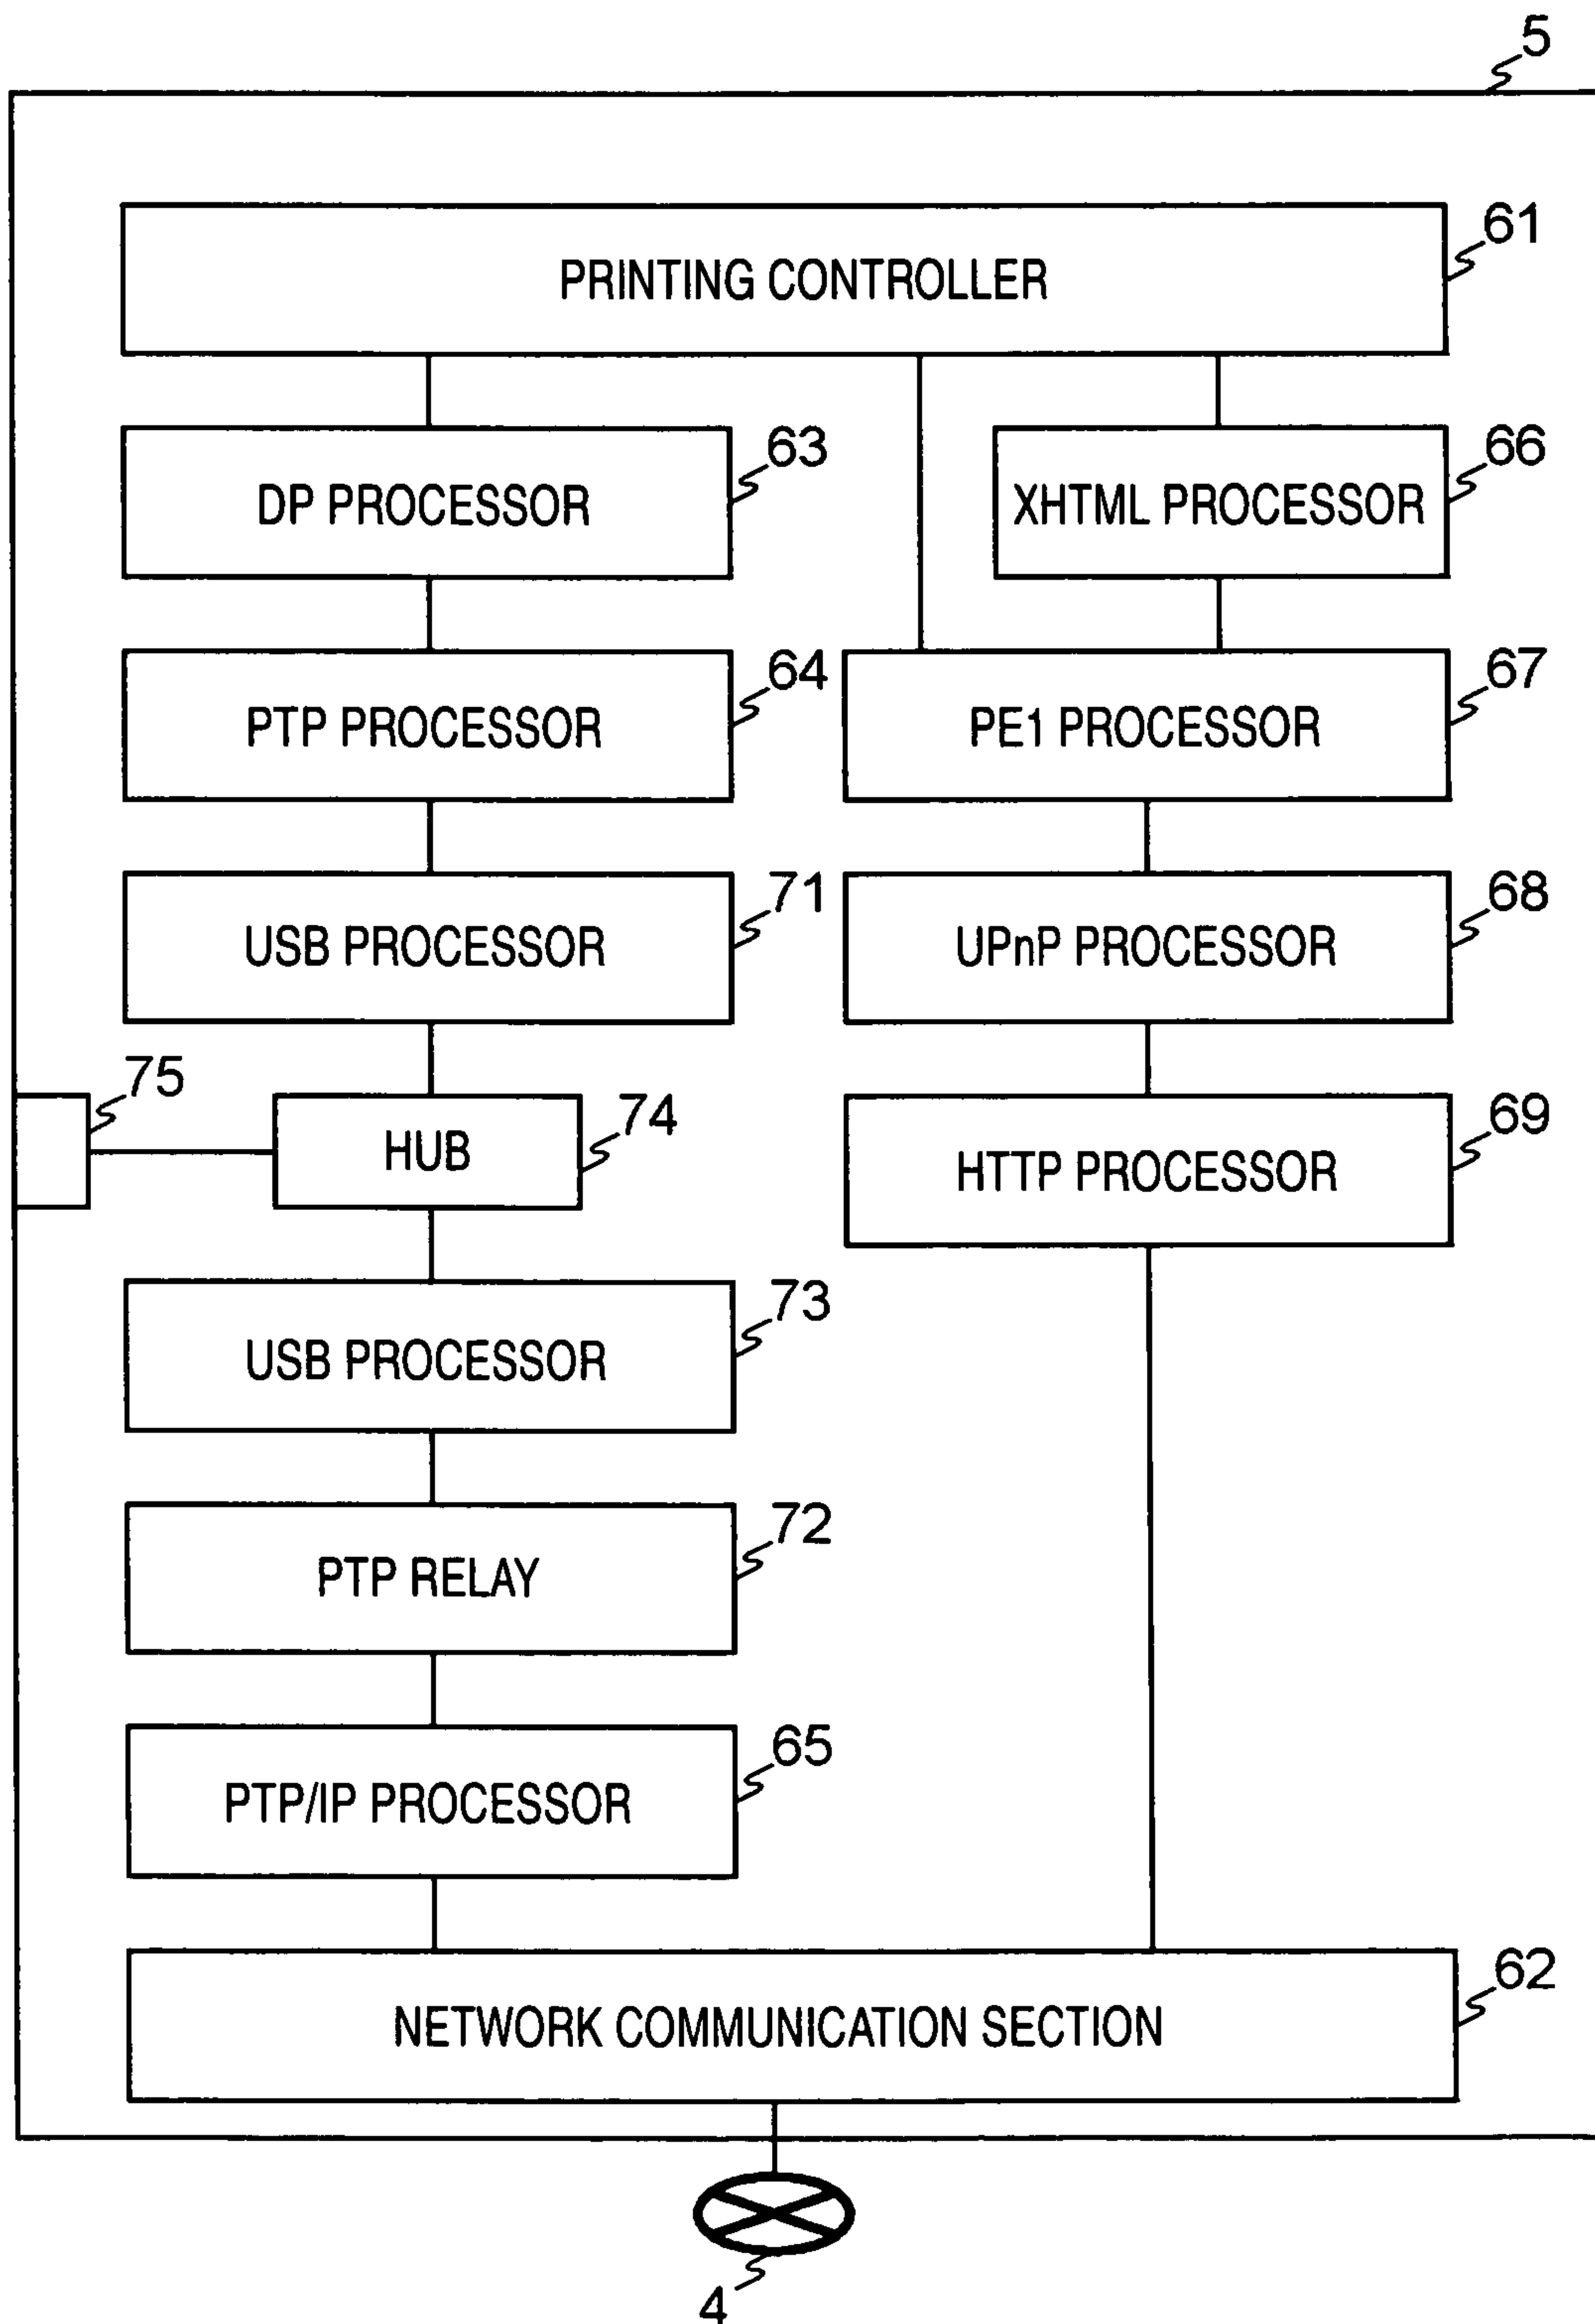 5
61
PRINTING CONTROLLER
63
66
DP PROCESSOR
XHTML PROCESSOR
64
67
PTP PROCESSOR
PE1 PROCESSOR
71
68
USB PROCESSOR
UPnP PROCESSOR
75
74
69
HUB
HTTP PROCESSOR
73
USB PROCESSOR
72
PTP RELAY
65
PTP/IP PROCESSOR
62
NETWORK COMMUNICATION SECTION
4